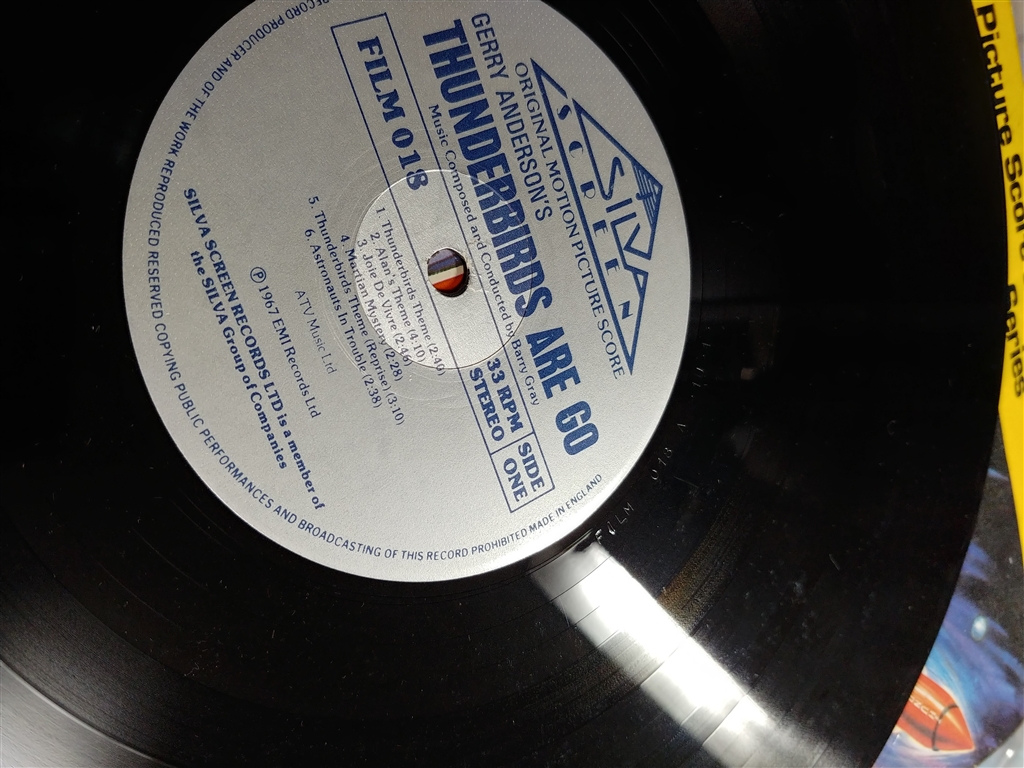 SILVA
SCREEN
ORIGINAL MOTION PICTURE SCORE
GERRY ANDERSON'S
THUNDERBIRDS ARE GO
Music Composed and Conducted by Barry Gray
FILM 018
33 RPM
STEREO
SIDE
ONE
1. Thunderbirds Theme (2:40)
2. Alan's Theme (4:10)
3. Joie De Vivre (2:46)
4. Martian Mystery (2:28)
5. Thunderbirds Theme (Reprise) (3:10)
6. Astronauts In Trouble (2:38)
ATV Music Ltd
℗ 1967 EMI Records Ltd
SILVA SCREEN RECORDS LTD is a member of
the SILVA Group of Companies
RECORD PRODUCER AND OF THE WORK REPRODUCED RESERVED COPYING PUBLIC PERFORMANCES AND BROADCASTING OF THIS RECORD PROHIBITED MADE IN ENGLAND
FILM 018 A
Picture Score Series